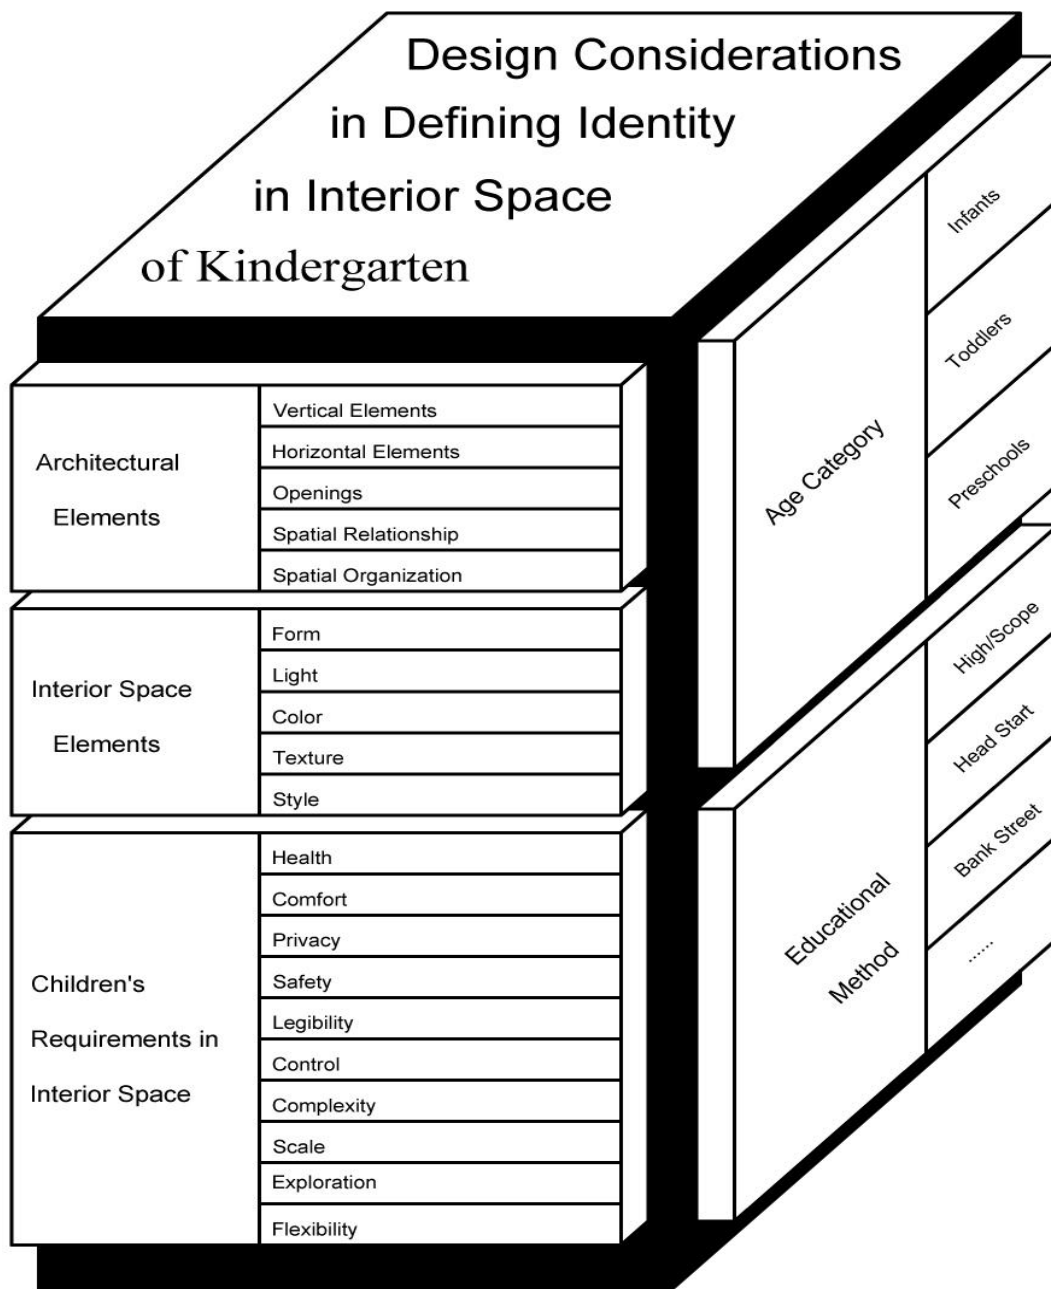 Design Considerations
in Defining Identity
in Interior Space
of Kindergarten
Architectural
Elements
Vertical Elements
Horizontal Elements
Openings
Spatial Relationship
Spatial Organization
Interior Space
Elements
Form
Light
Color
Texture
Style
Children's
Requirements in
Interior Space
Health
Comfort
Privacy
Safety
Legibility
Control
Complexity
Scale
Exploration
Flexibility
Age Category
Infants
Toddlers
Preschools
Educational
Method
High/Scope
Head Start
Bank Street
......